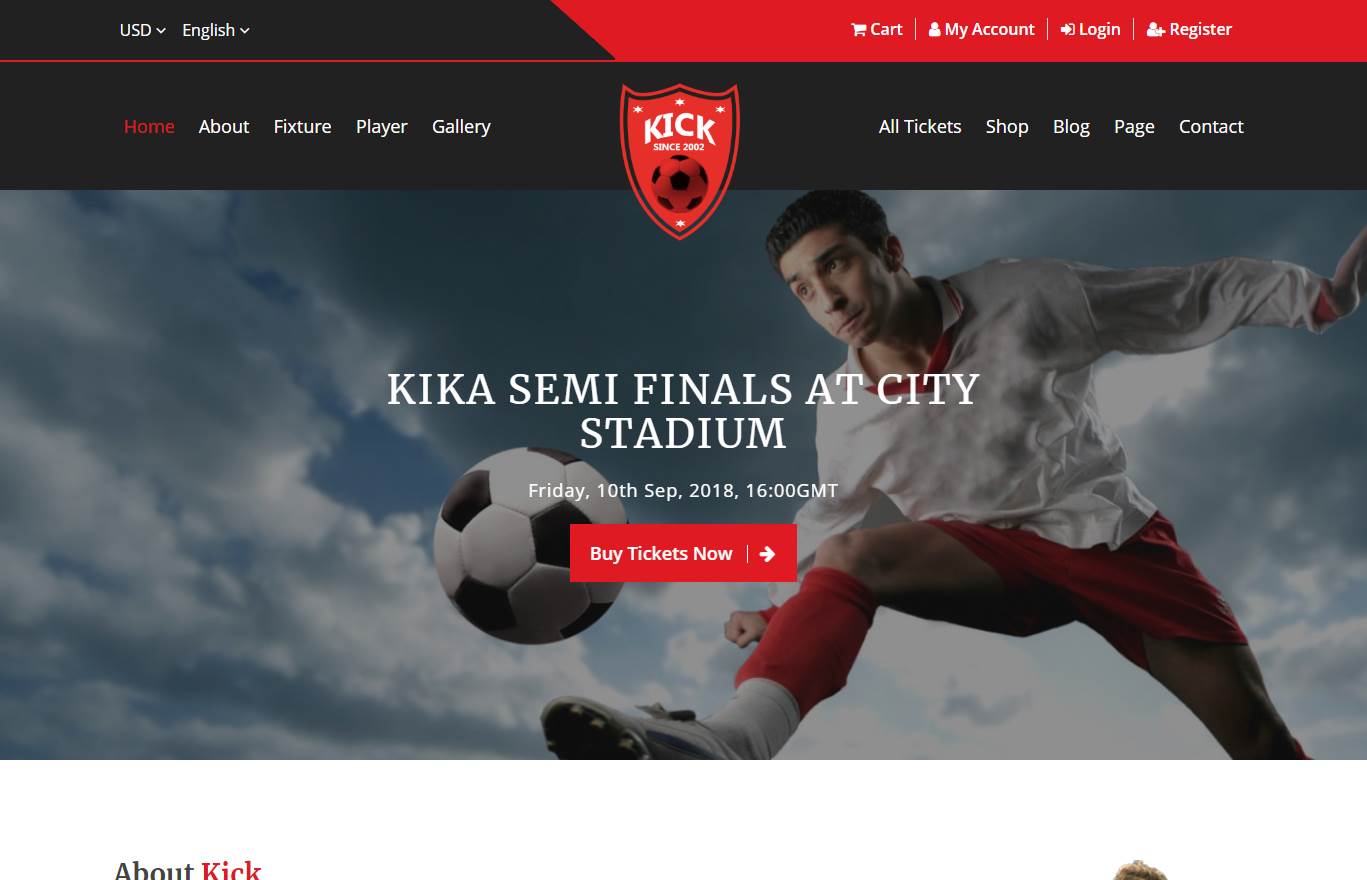 USD English
Cart My Account Login Register
Home About Fixture Player Gallery
KICK
SINCE 2002
All Tickets Shop Blog Page Contact
KIKA SEMI FINALS AT CITY
STADIUM
Friday, 10th Sep, 2018, 16:00GMT
Buy Tickets Now
About Kick